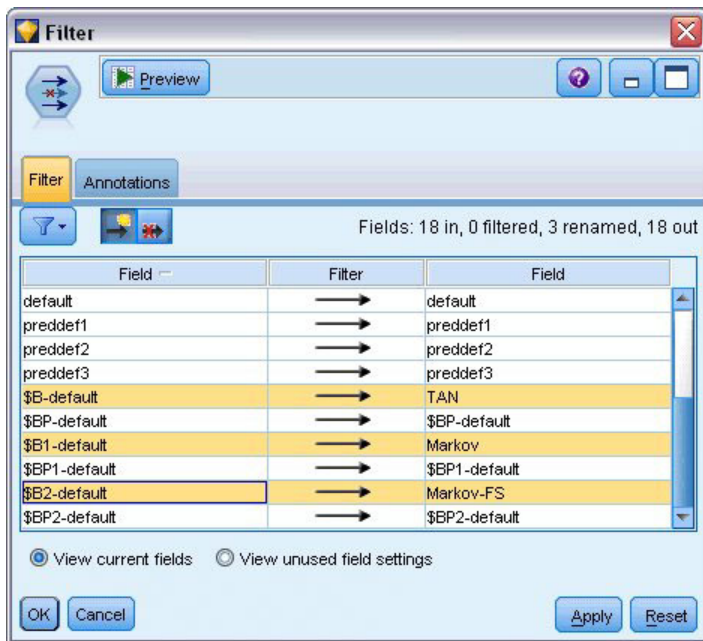 Filter
Preview
Filter Annotations
Fields: 18 in, 0 filtered, 3 renamed, 18 out
Field Filter Field
default default
preddef1 preddef1
preddef2 preddef2
preddef3 preddef3
$B-default TAN
$BP-default $BP-default
$B1-default Markov
$BP1-default $BP1-default
$B2-default Markov-FS
$BP2-default $BP2-default
View current fields View unused field settings
OK Cancel Apply Reset